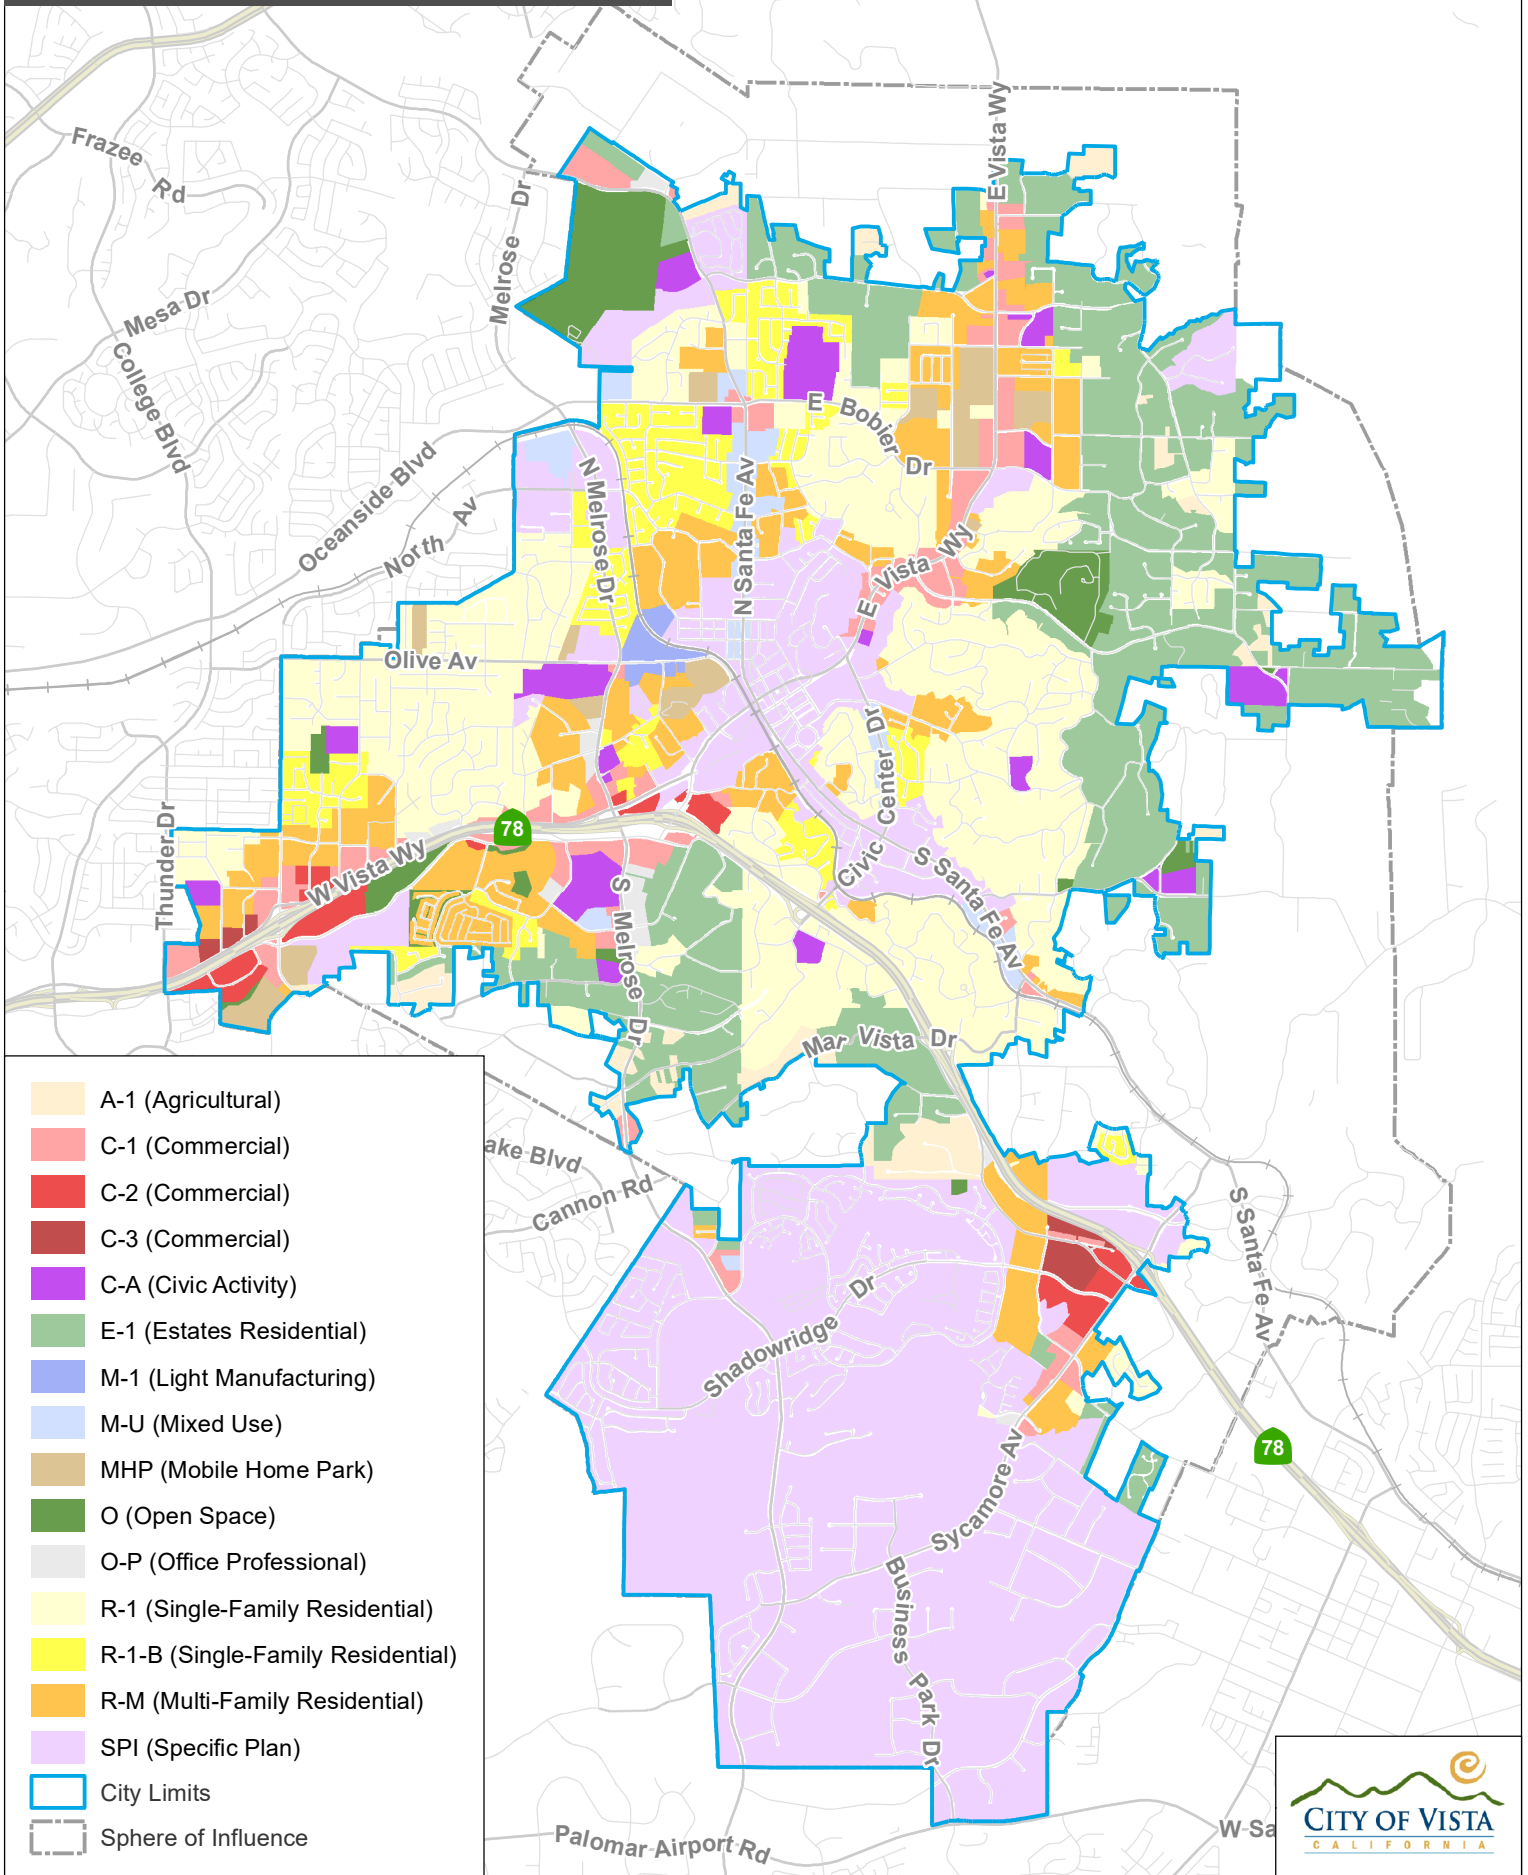 E Vista Wy
Frazee
Rd
Melrose Dr
Mesa Dr
College Blvd
E Bobier
Dr
Oceanside Blvd
North Av
N Melrose Dr
N Santa Fe Av
E Vista Wy
Olive Av
Civic Center Dr
Thunder Dr
78
W Vista Wy
S Santa Fe Av
S Melrose Dr
Mar Vista Dr
ake Blvd
Cannon Rd
S Santa Fe Av
Shadowridge Dr
78
Sycamore Av
Business Park Dr
Palomar Airport Rd
W Sa
A-1 (Agricultural)
C-1 (Commercial)
C-2 (Commercial)
C-3 (Commercial)
C-A (Civic Activity)
E-1 (Estates Residential)
M-1 (Light Manufacturing)
M-U (Mixed Use)
MHP (Mobile Home Park)
O (Open Space)
O-P (Office Professional)
R-1 (Single-Family Residential)
R-1-B (Single-Family Residential)
R-M (Multi-Family Residential)
SPI (Specific Plan)
City Limits
Sphere of Influence
CITY OF VISTA
CALIFORNIA